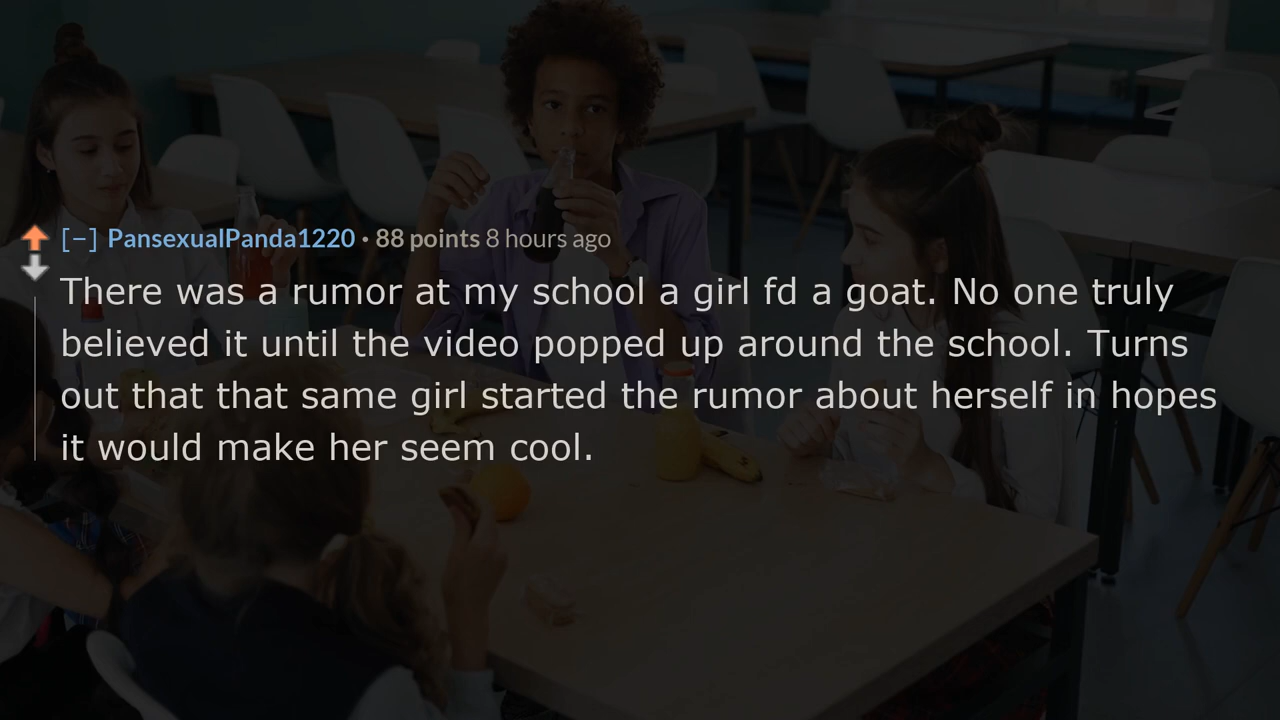 [−] PansexualPanda1220 • 88 points 8 hours ago
There was a rumor at my school a girl fd a goat. No one truly
believed it until the video popped up around the school. Turns
out that that same girl started the rumor about herself in hopes
it would make her seem cool.